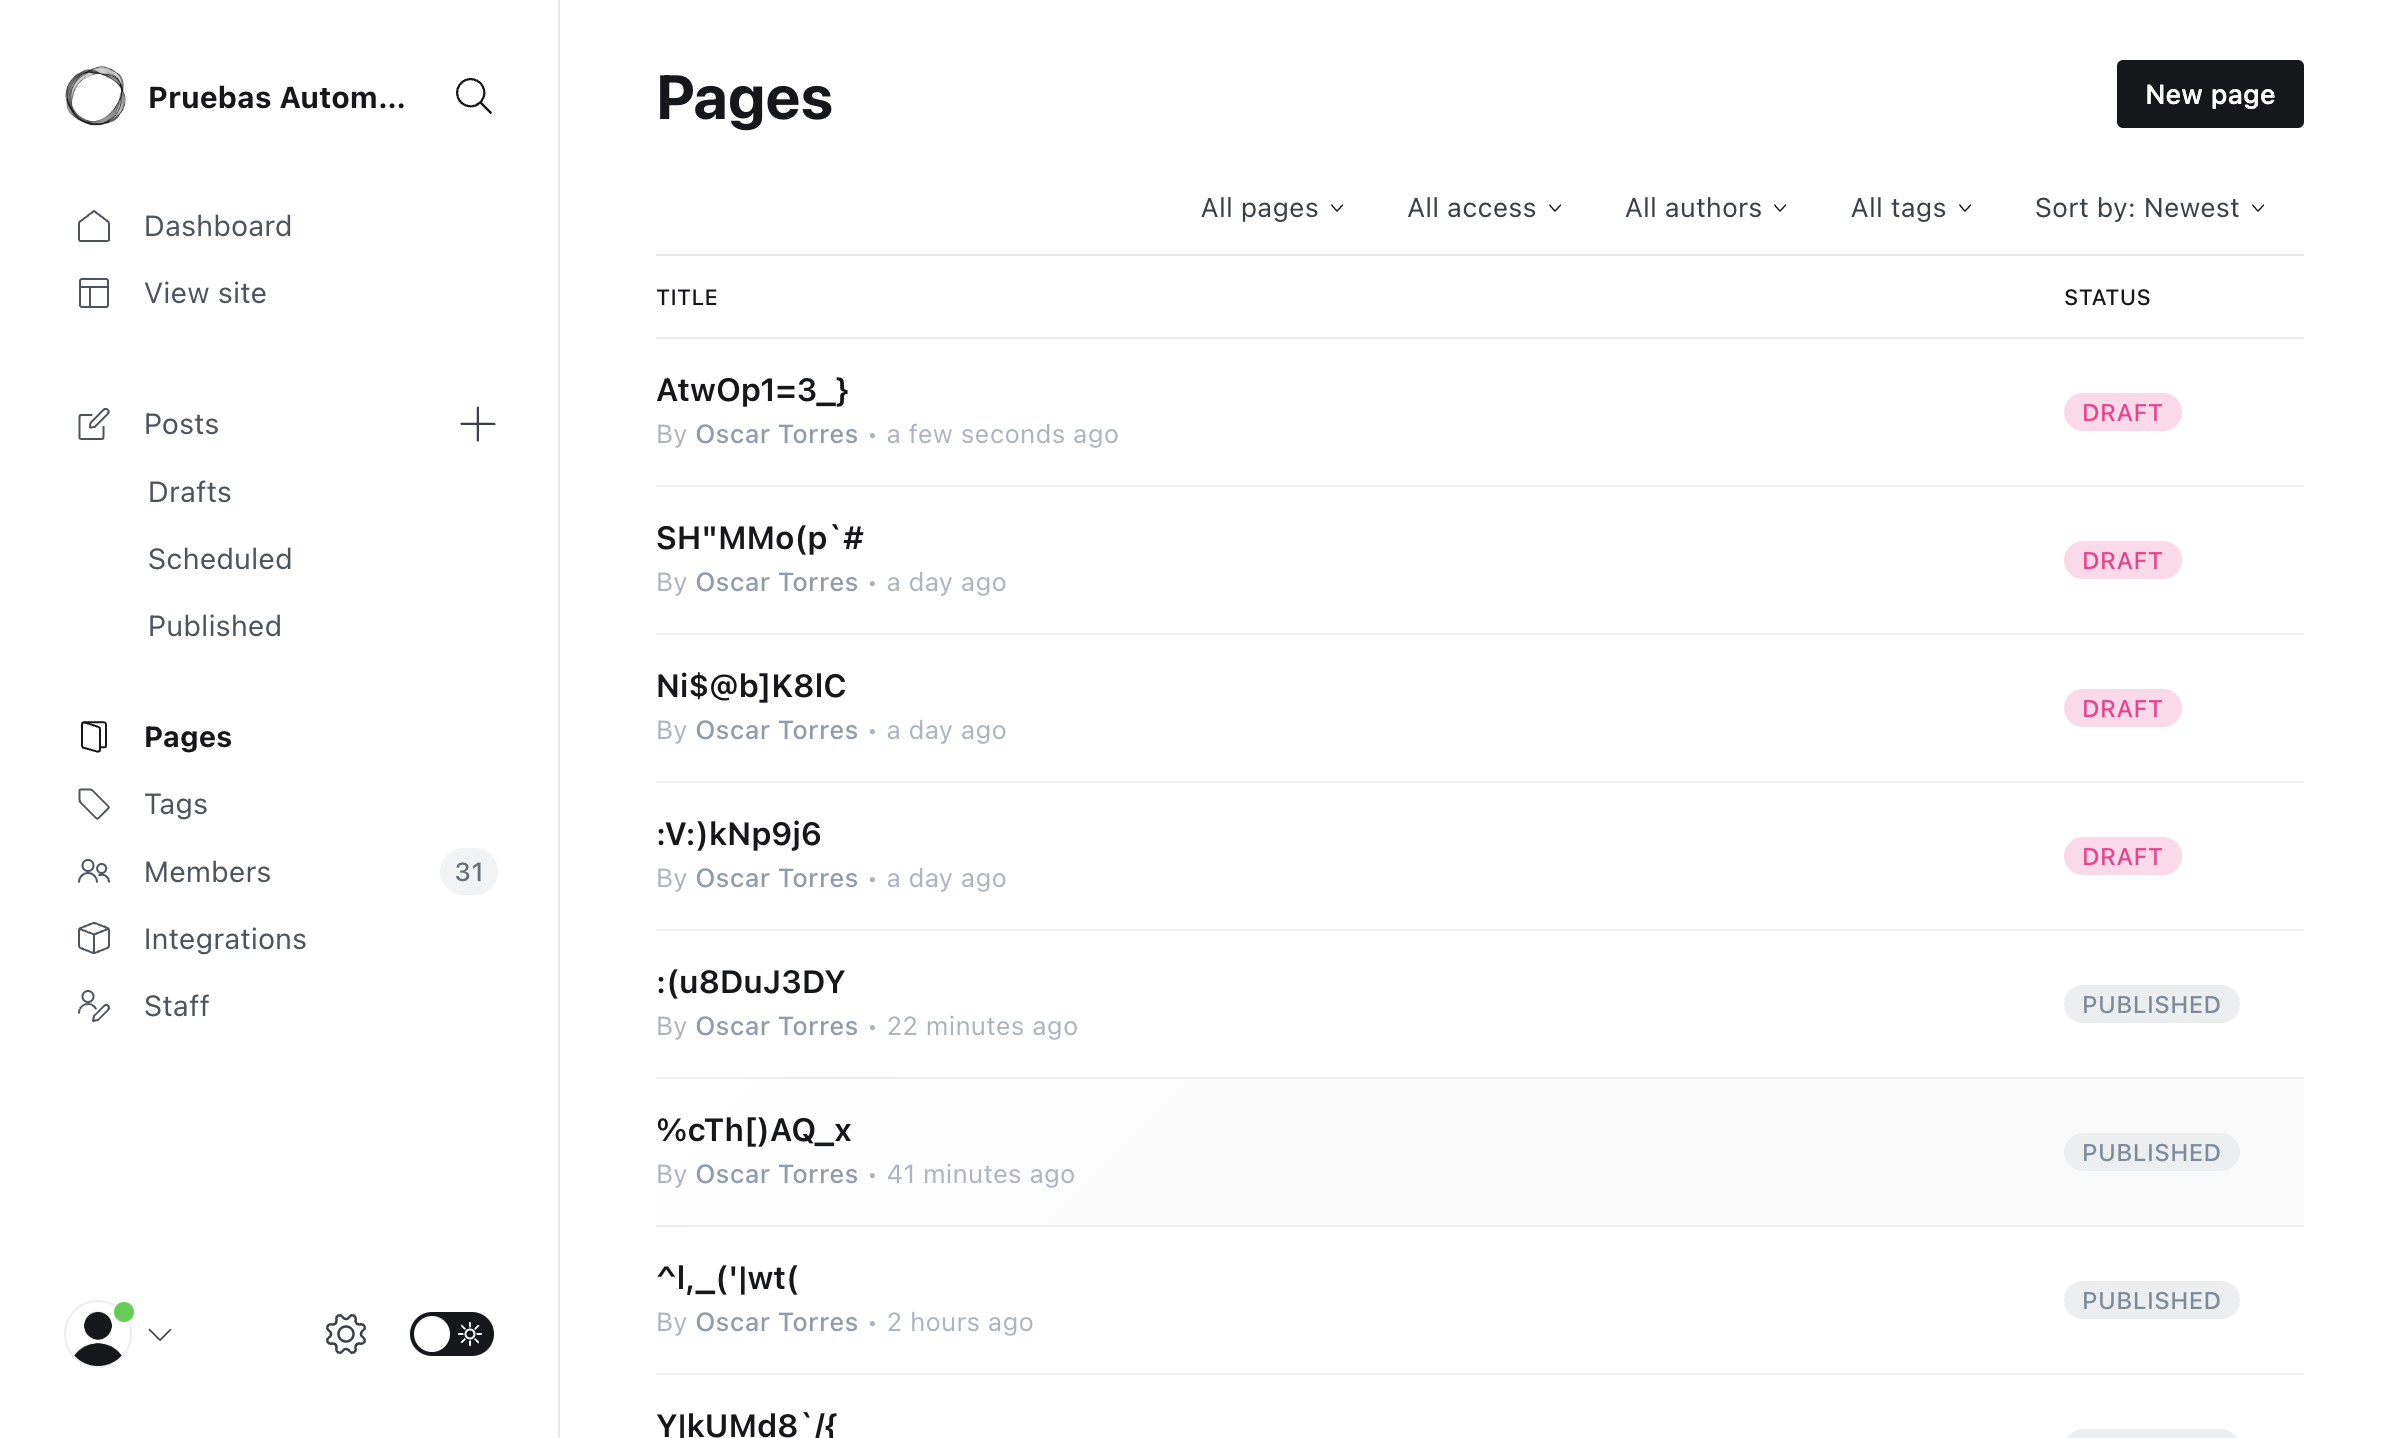 Pruebas Autom...
Dashboard
View site
Posts
Drafts
Scheduled
Published
Pages
Tags
Members 31
Integrations
Staff
Pages
New page
All pages All access All authors All tags Sort by: Newest
TITLE STATUS
AtwOp1=3_}
By Oscar Torres • a few seconds ago
DRAFT
SH"MMo(p`#
By Oscar Torres • a day ago
DRAFT
Ni$@b]K8lC
By Oscar Torres • a day ago
DRAFT
:V:)kNp9j6
By Oscar Torres • a day ago
DRAFT
:(u8DuJ3DY
By Oscar Torres • 22 minutes ago
PUBLISHED
%cTh[)AQ_x
By Oscar Torres • 41 minutes ago
PUBLISHED
^l,_('|wt(
By Oscar Torres • 2 hours ago
PUBLISHED
Y|kUMd8`/{